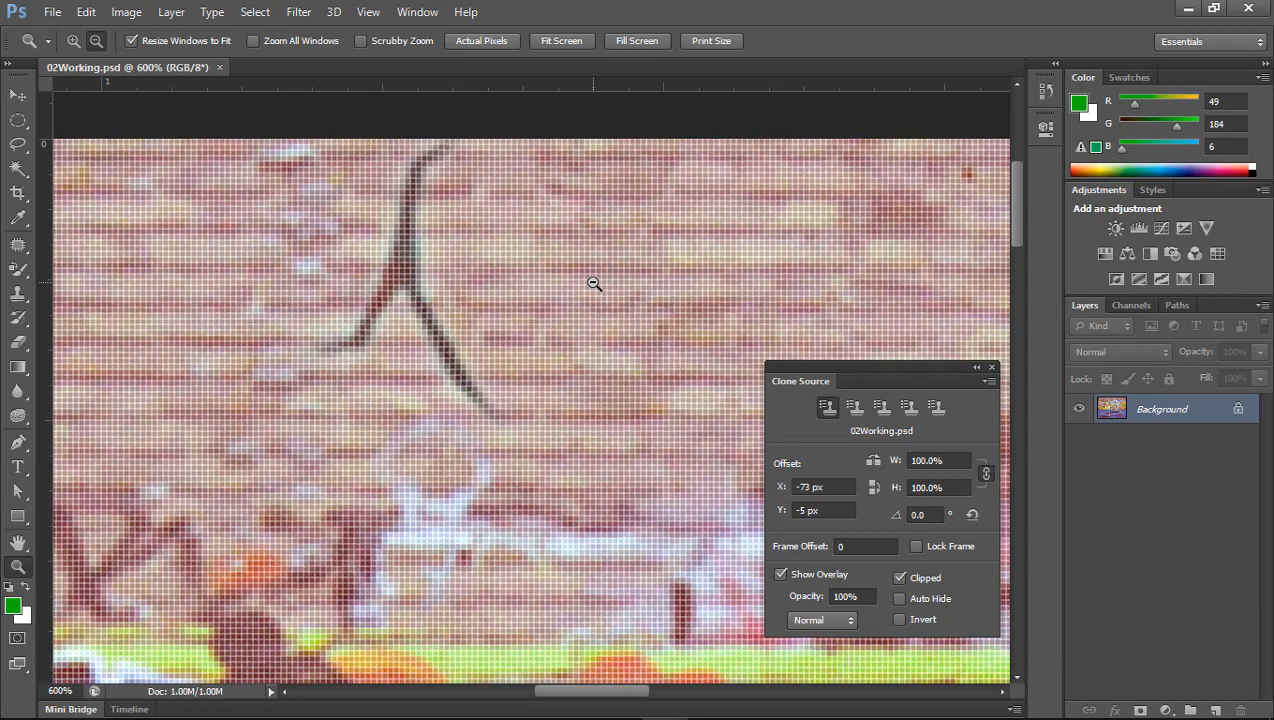 Ps File Edit Image Layer Type Select Filter 3D View Window Help
Resize Windows to Fit Zoom All Windows Scrubby Zoom Actual Pixels Fit Screen Fill Screen Print Size Essentials
02Working.psd @ 600% (RGB/8*) ×
1
0
Color Swatches
R 49
G 184
B 6
Adjustments Styles
Add an adjustment
Layers Channels Paths
Kind
Normal Opacity: 100%
Lock: Fill: 100%
Background
Clone Source
02Working.psd
Offset: W: 100.0%
X: -73 px H: 100.0%
Y: -5 px 0.0 °
Frame Offset: 0 Lock Frame
Show Overlay Clipped
Opacity: 100% Auto Hide
Normal Invert
600% Doc: 1.00M/1.00M
Mini Bridge Timeline